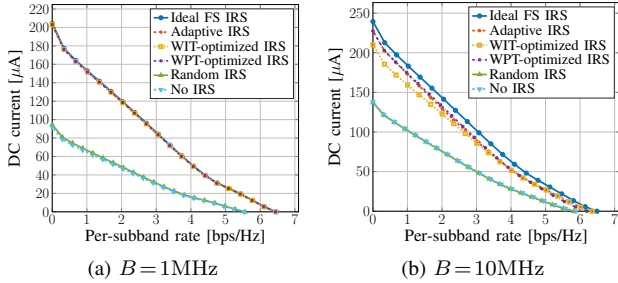 220
200
180
160
140
120
100
80
60
40
20
0
DC current [μA]
Ideal FS IRS
Adaptive IRS
WIT-optimized IRS
WPT-optimized IRS
Random IRS
No IRS
0 1 2 3 4 5 6 7
Per-subband rate [bps/Hz]
(a) B = 1MHz
250
200
150
100
50
0
DC current [μA]
Ideal FS IRS
Adaptive IRS
WIT-optimized IRS
WPT-optimized IRS
Random IRS
No IRS
0 1 2 3 4 5 6 7
Per-subband rate [bps/Hz]
(b) B = 10MHz